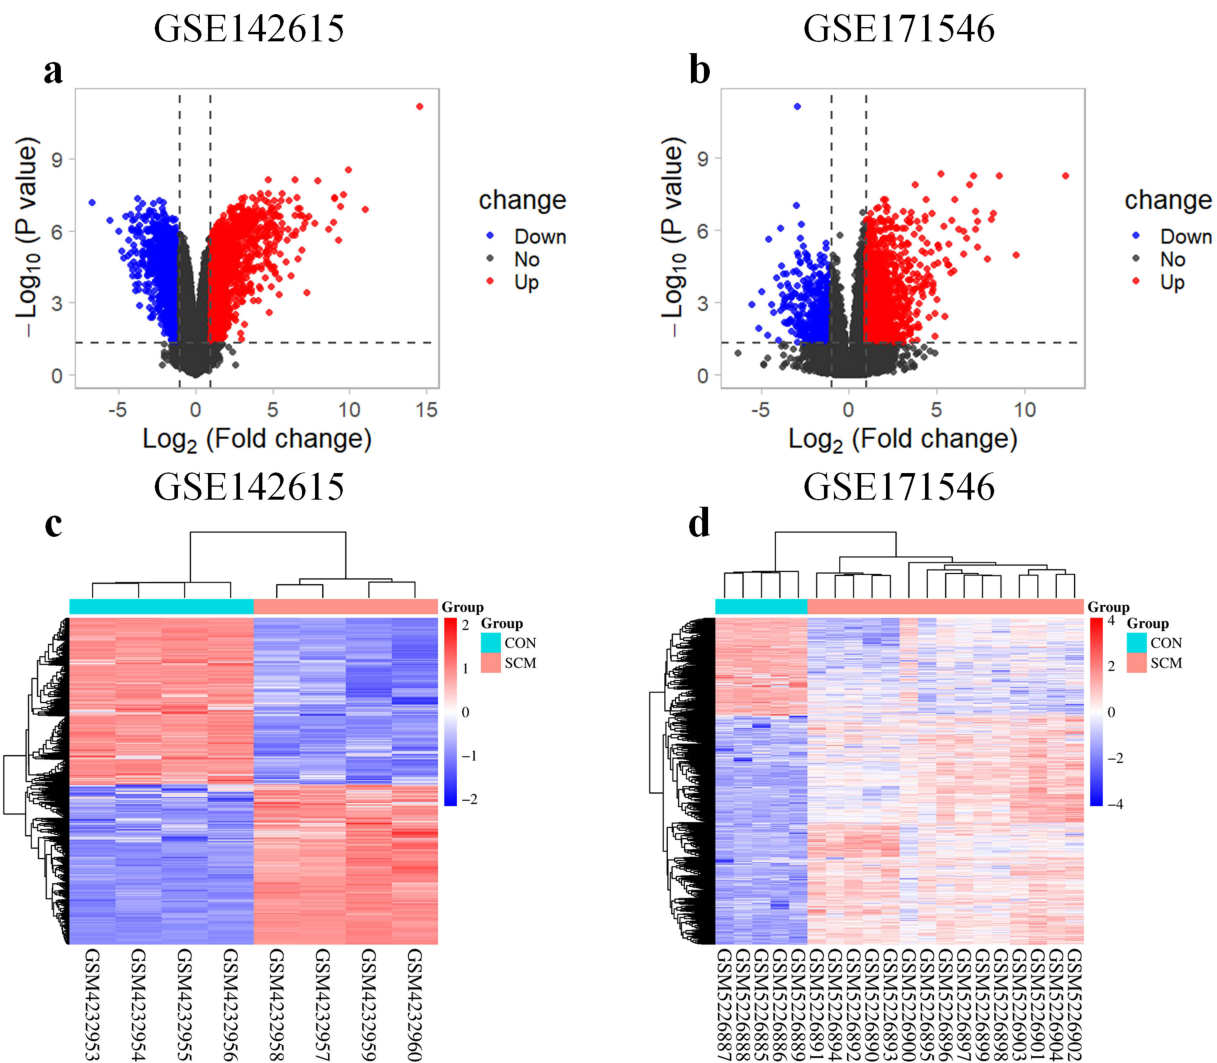 GSE142615
GSE171546
a
b
9
6
3
0
– Log10 (P value)
-5 0 5 10 15
Log2 (Fold change)
change
Down
No
Up
9
6
3
0
– Log10 (P value)
-5 0 5 10
Log2 (Fold change)
change
Down
No
Up
GSE142615
GSE171546
c
d
Group
2
1
0
−1
−2
Group
CON
SCM
GSM4232953 GSM4232954 GSM4232955 GSM4232956 GSM4232958 GSM4232957 GSM4232959 GSM4232960
Group
4
2
0
−2
−4
Group
CON
SCM
GSM5226887 GSM5226888 GSM5226885 GSM5226886 GSM5226889 GSM5226891 GSM5226894 GSM5226892 GSM5226890 GSM5226893 GSM5226900 GSM5226895 GSM5226896 GSM5226897 GSM5226899 GSM5226898 GSM5226903 GSM5226901 GSM5226904 GSM5226902